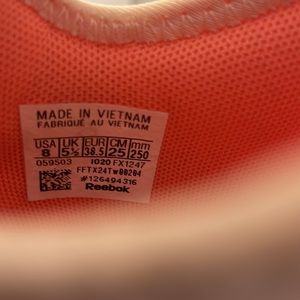 MADE IN VIETNAM
FABRIQUÉ AU VIETNAM
USA UK EUR CM mm
8 5½ 38.5 25 250
059503 1020 FX1247
FFTX24TW00204
#126494316
Reebok